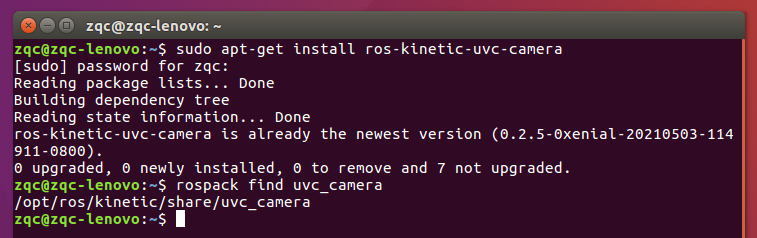 zqc@zqc-lenovo: ~
zqc@zqc-lenovo:~$ sudo apt-get install ros-kinetic-uvc-camera
[sudo] password for zqc:
Reading package lists... Done
Building dependency tree
Reading state information... Done
ros-kinetic-uvc-camera is already the newest version (0.2.5-0xenial-20210503-114
911-0800).
0 upgraded, 0 newly installed, 0 to remove and 7 not upgraded.
zqc@zqc-lenovo:~$ rospack find uvc_camera
/opt/ros/kinetic/share/uvc_camera
zqc@zqc-lenovo:~$